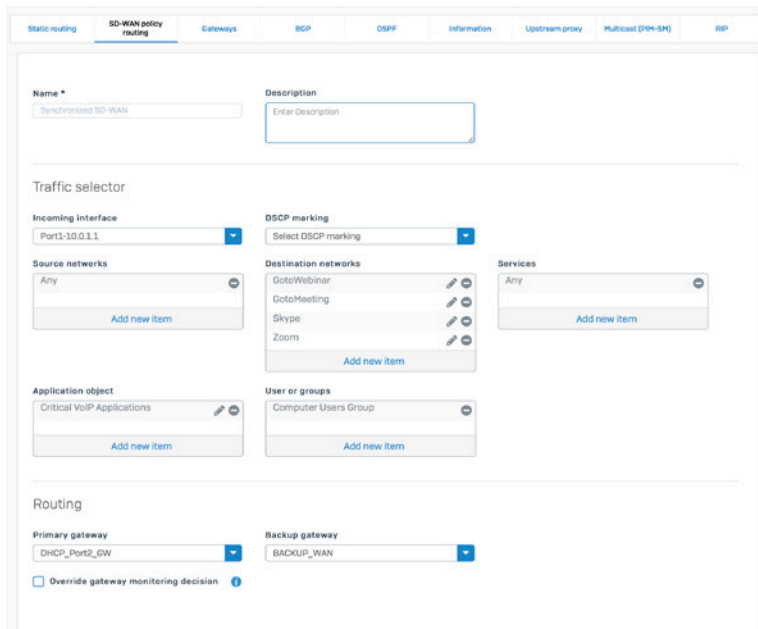 Static routing
SD-WAN policy routing
Gateways
BGP
OSPF
Information
Upstream proxy
Multicast (PIM-SM)
RIP
Name *
Description
Synchronized SD-WAN
Enter Description
Traffic selector
Incoming interface
DSCP marking
Port1-10.0.1.1
Select DSCP marking
Source networks
Destination networks
Services
Any
GotoWebinar
Any
GotoMeeting
Skype
Add new item
Add new item
Zoom
Add new item
Application object
User or groups
Critical VoIP Applications
Computer Users Group
Add new item
Add new item
Routing
Primary gateway
Backup gateway
DHCP_Port2_GW
BACKUP_WAN
Override gateway monitoring decision